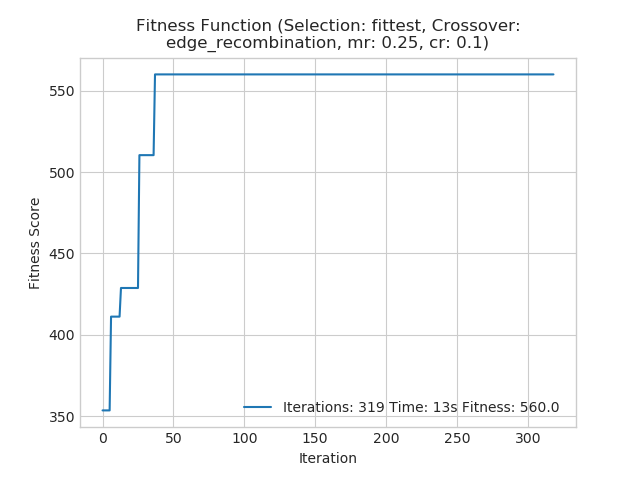 Fitness Function (Selection: fittest, Crossover:
edge_recombination, mr: 0.25, cr: 0.1)
Fitness Score
550
500
450
400
350
Iterations: 319 Time: 13s Fitness: 560.0
0 50 100 150 200 250 300
Iteration